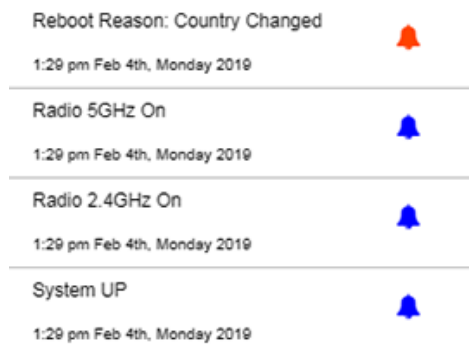 Reboot Reason: Country Changed
1:29 pm Feb 4th, Monday 2019
Radio 5GHz On
1:29 pm Feb 4th, Monday 2019
Radio 2.4GHz On
1:29 pm Feb 4th, Monday 2019
System UP
1:29 pm Feb 4th, Monday 2019